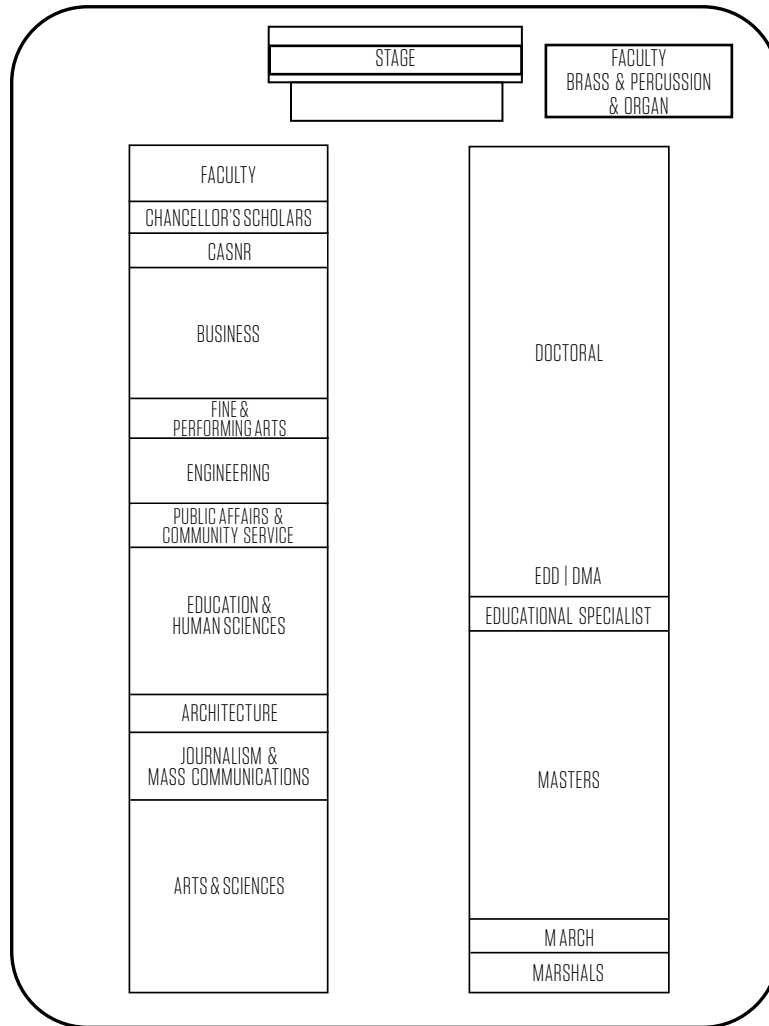 STAGE
FACULTY
BRASS & PERCUSSION
& ORGAN
FACULTY
CHANCELLOR'S SCHOLARS
CASNR
BUSINESS
FINE &
PERFORMING ARTS
ENGINEERING
PUBLIC AFFAIRS &
COMMUNITY SERVICE
EDUCATION &
HUMAN SCIENCES
ARCHITECTURE
JOURNALISM &
MASS COMMUNICATIONS
ARTS & SCIENCES
DOCTORAL
EDD | DMA
EDUCATIONAL SPECIALIST
MASTERS
M ARCH
MARSHALS